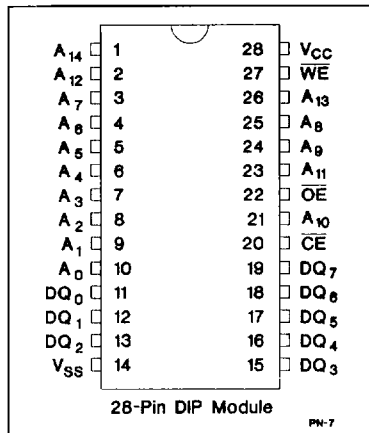 A14 1 28 VCC
A12 2 27 WE
A7 3 26 A13
A6 4 25 A8
A5 5 24 A9
A4 6 23 A11
A3 7 22 OE
A2 8 21 A10
A1 9 20 CE
A0 10 19 DQ7
DQ0 11 18 DQ6
DQ1 12 17 DQ5
DQ2 13 16 DQ4
VSS 14 15 DQ3
28-Pin DIP Module
PN-7